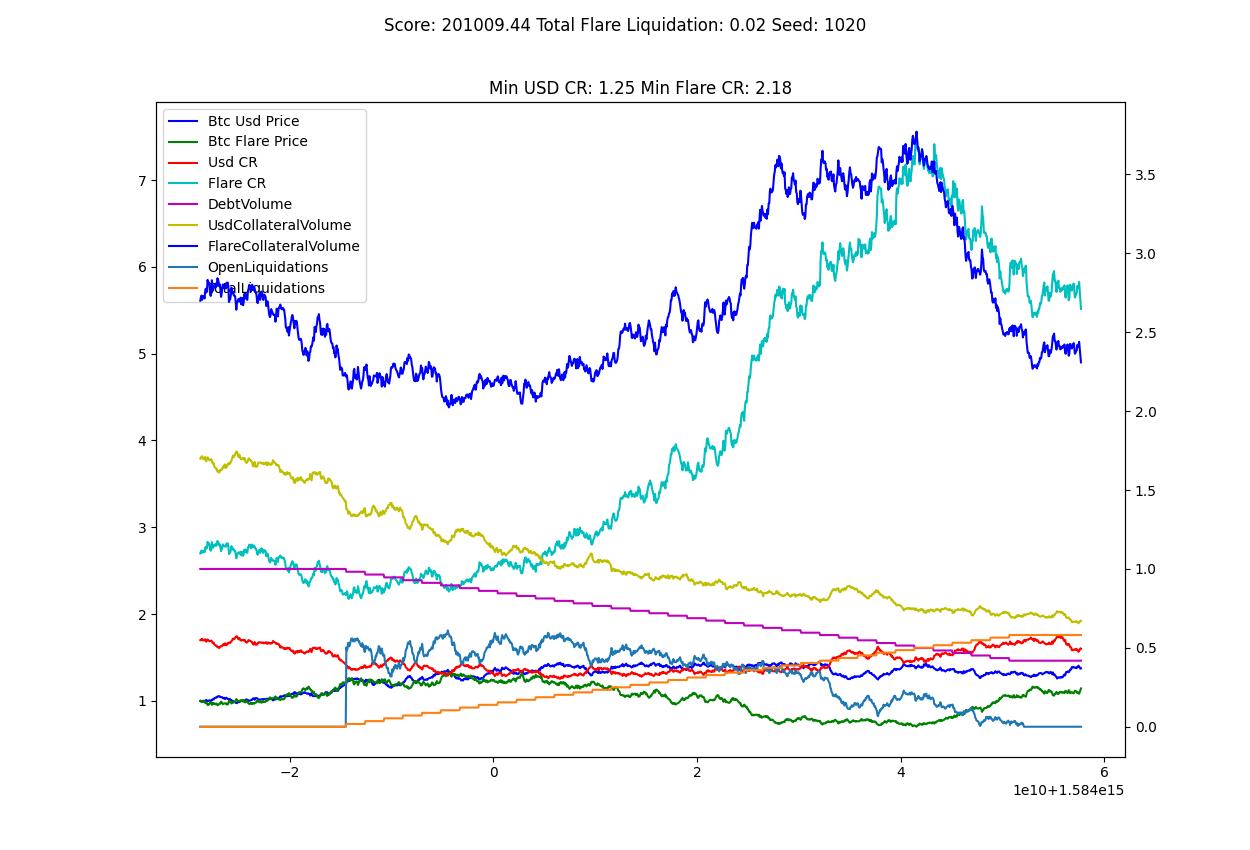 Score: 201009.44 Total Flare Liquidation: 0.02 Seed: 1020
Min USD CR: 1.25 Min Flare CR: 2.18
Btc Usd Price
Btc Flare Price
Usd CR
Flare CR
DebtVolume
UsdCollateralVolume
FlareCollateralVolume
OpenLiquidations
TotalLiquidations
7
6
5
4
3
2
1
3.5
3.0
2.5
2.0
1.5
1.0
0.5
0.0
−2 0 2 4 6
1e10+1.584e15